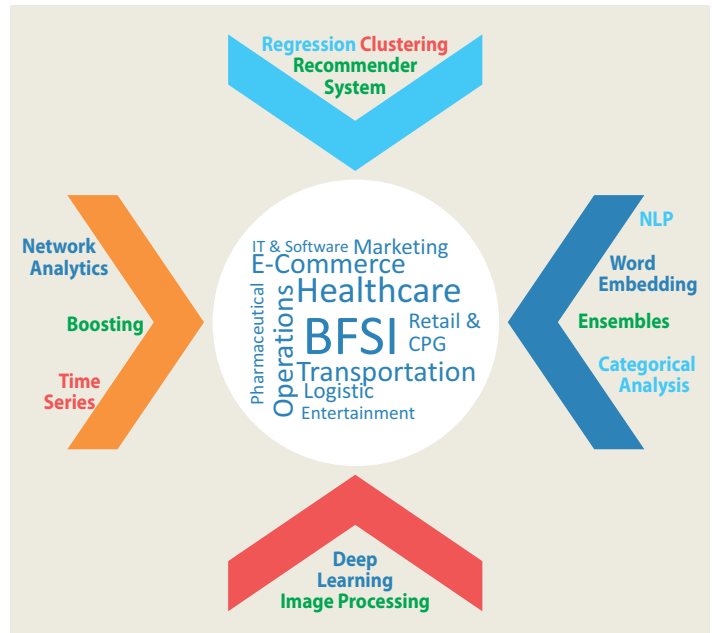 Regression Clustering
Recommender
System
Network
Analytics
Boosting
Time
Series
IT & Software Marketing
E-Commerce
Pharmaceutical
Operations
Healthcare
BFSI
Retail &
CPG
Transportation
Logistic
Entertainment
NLP
Word
Embedding
Ensembles
Categorical
Analysis
Deep
Learning
Image Processing